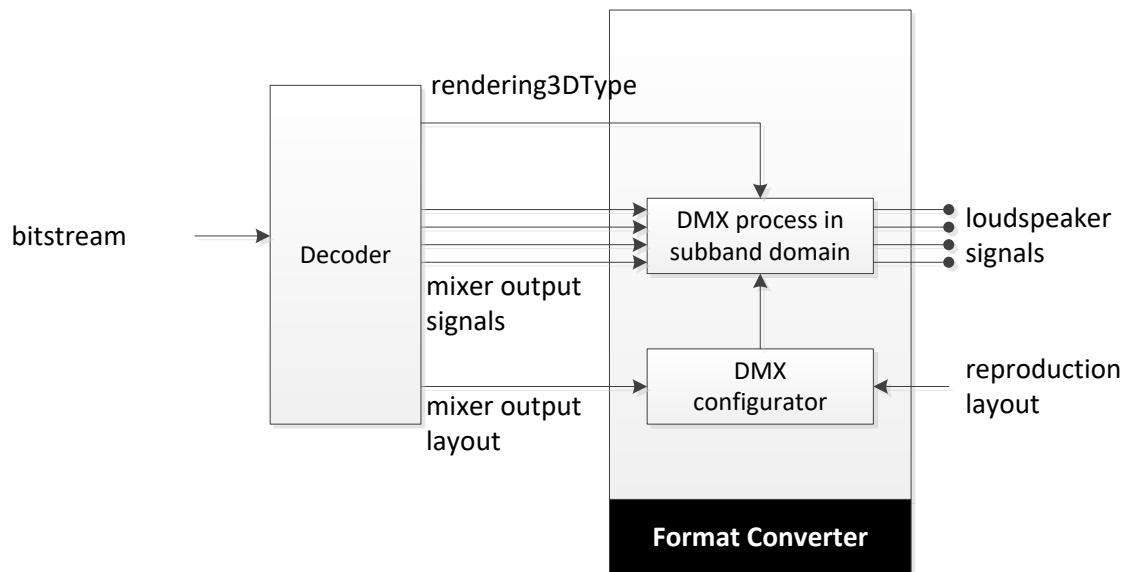 rendering3DType
bitstream
Decoder
DMX process in
subband domain
loudspeaker
signals
mixer output
signals
DMX
configurator
reproduction
layout
mixer output
layout
Format Converter